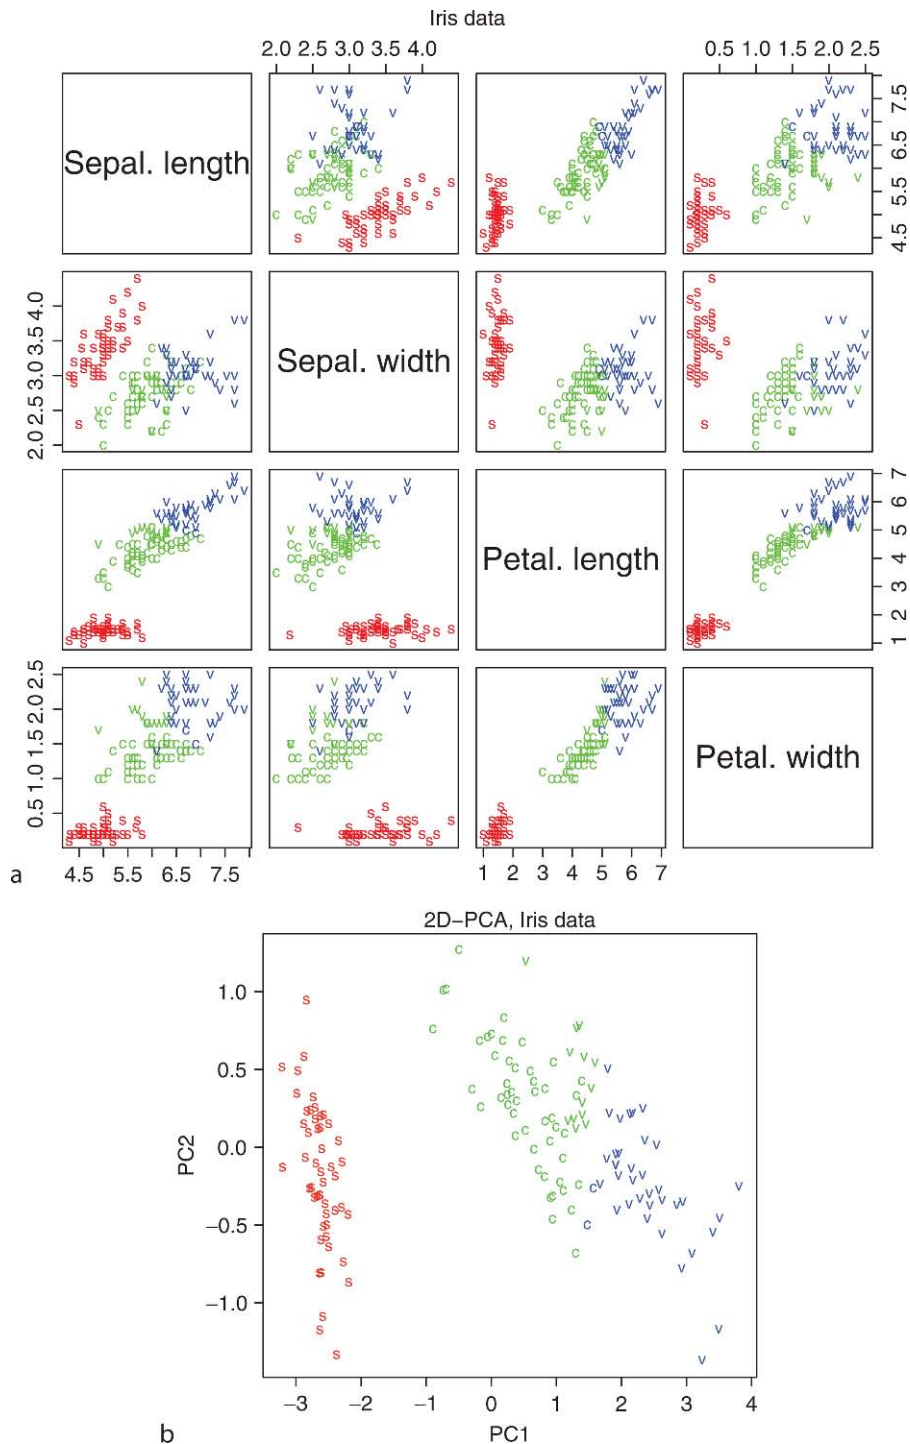 Iris data
2.0 2.5 3.0 3.5 4.0
0.5 1.0 1.5 2.0 2.5
Sepal. length
4.5 5.5 6.5 7.5
2.0 2.5 3.0 3.5 4.0
Sepal. width
Petal. length
1 2 3 4 5 6 7
0.5 1.0 1.5 2.0 2.5
Petal. width
4.5 5.5 6.5 7.5
1 2 3 4 5 6 7
a
2D–PCA, Iris data
1.0
0.5
0.0
−0.5
−1.0
PC2
−3 −2 −1 0 1 2 3 4
PC1
b